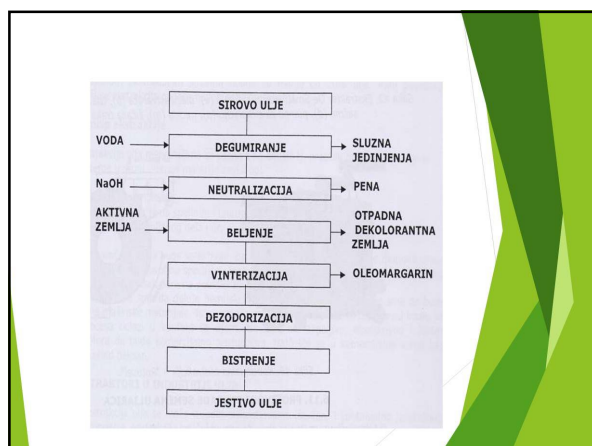 SIROVO ULJE
VODA
DEGUMIRANJE
SLUZNA
JEDINJENJA
NaOH
NEUTRALIZACIJA
PENA
AKTIVNA
ZEMLJA
BELJENJE
OTPADNA
DEKOLORANTNA
ZEMLJA
VINTERIZACIJA
OLEOMARGARIN
DEZODORIZACIJA
BISTRENJE
JESTIVO ULJE